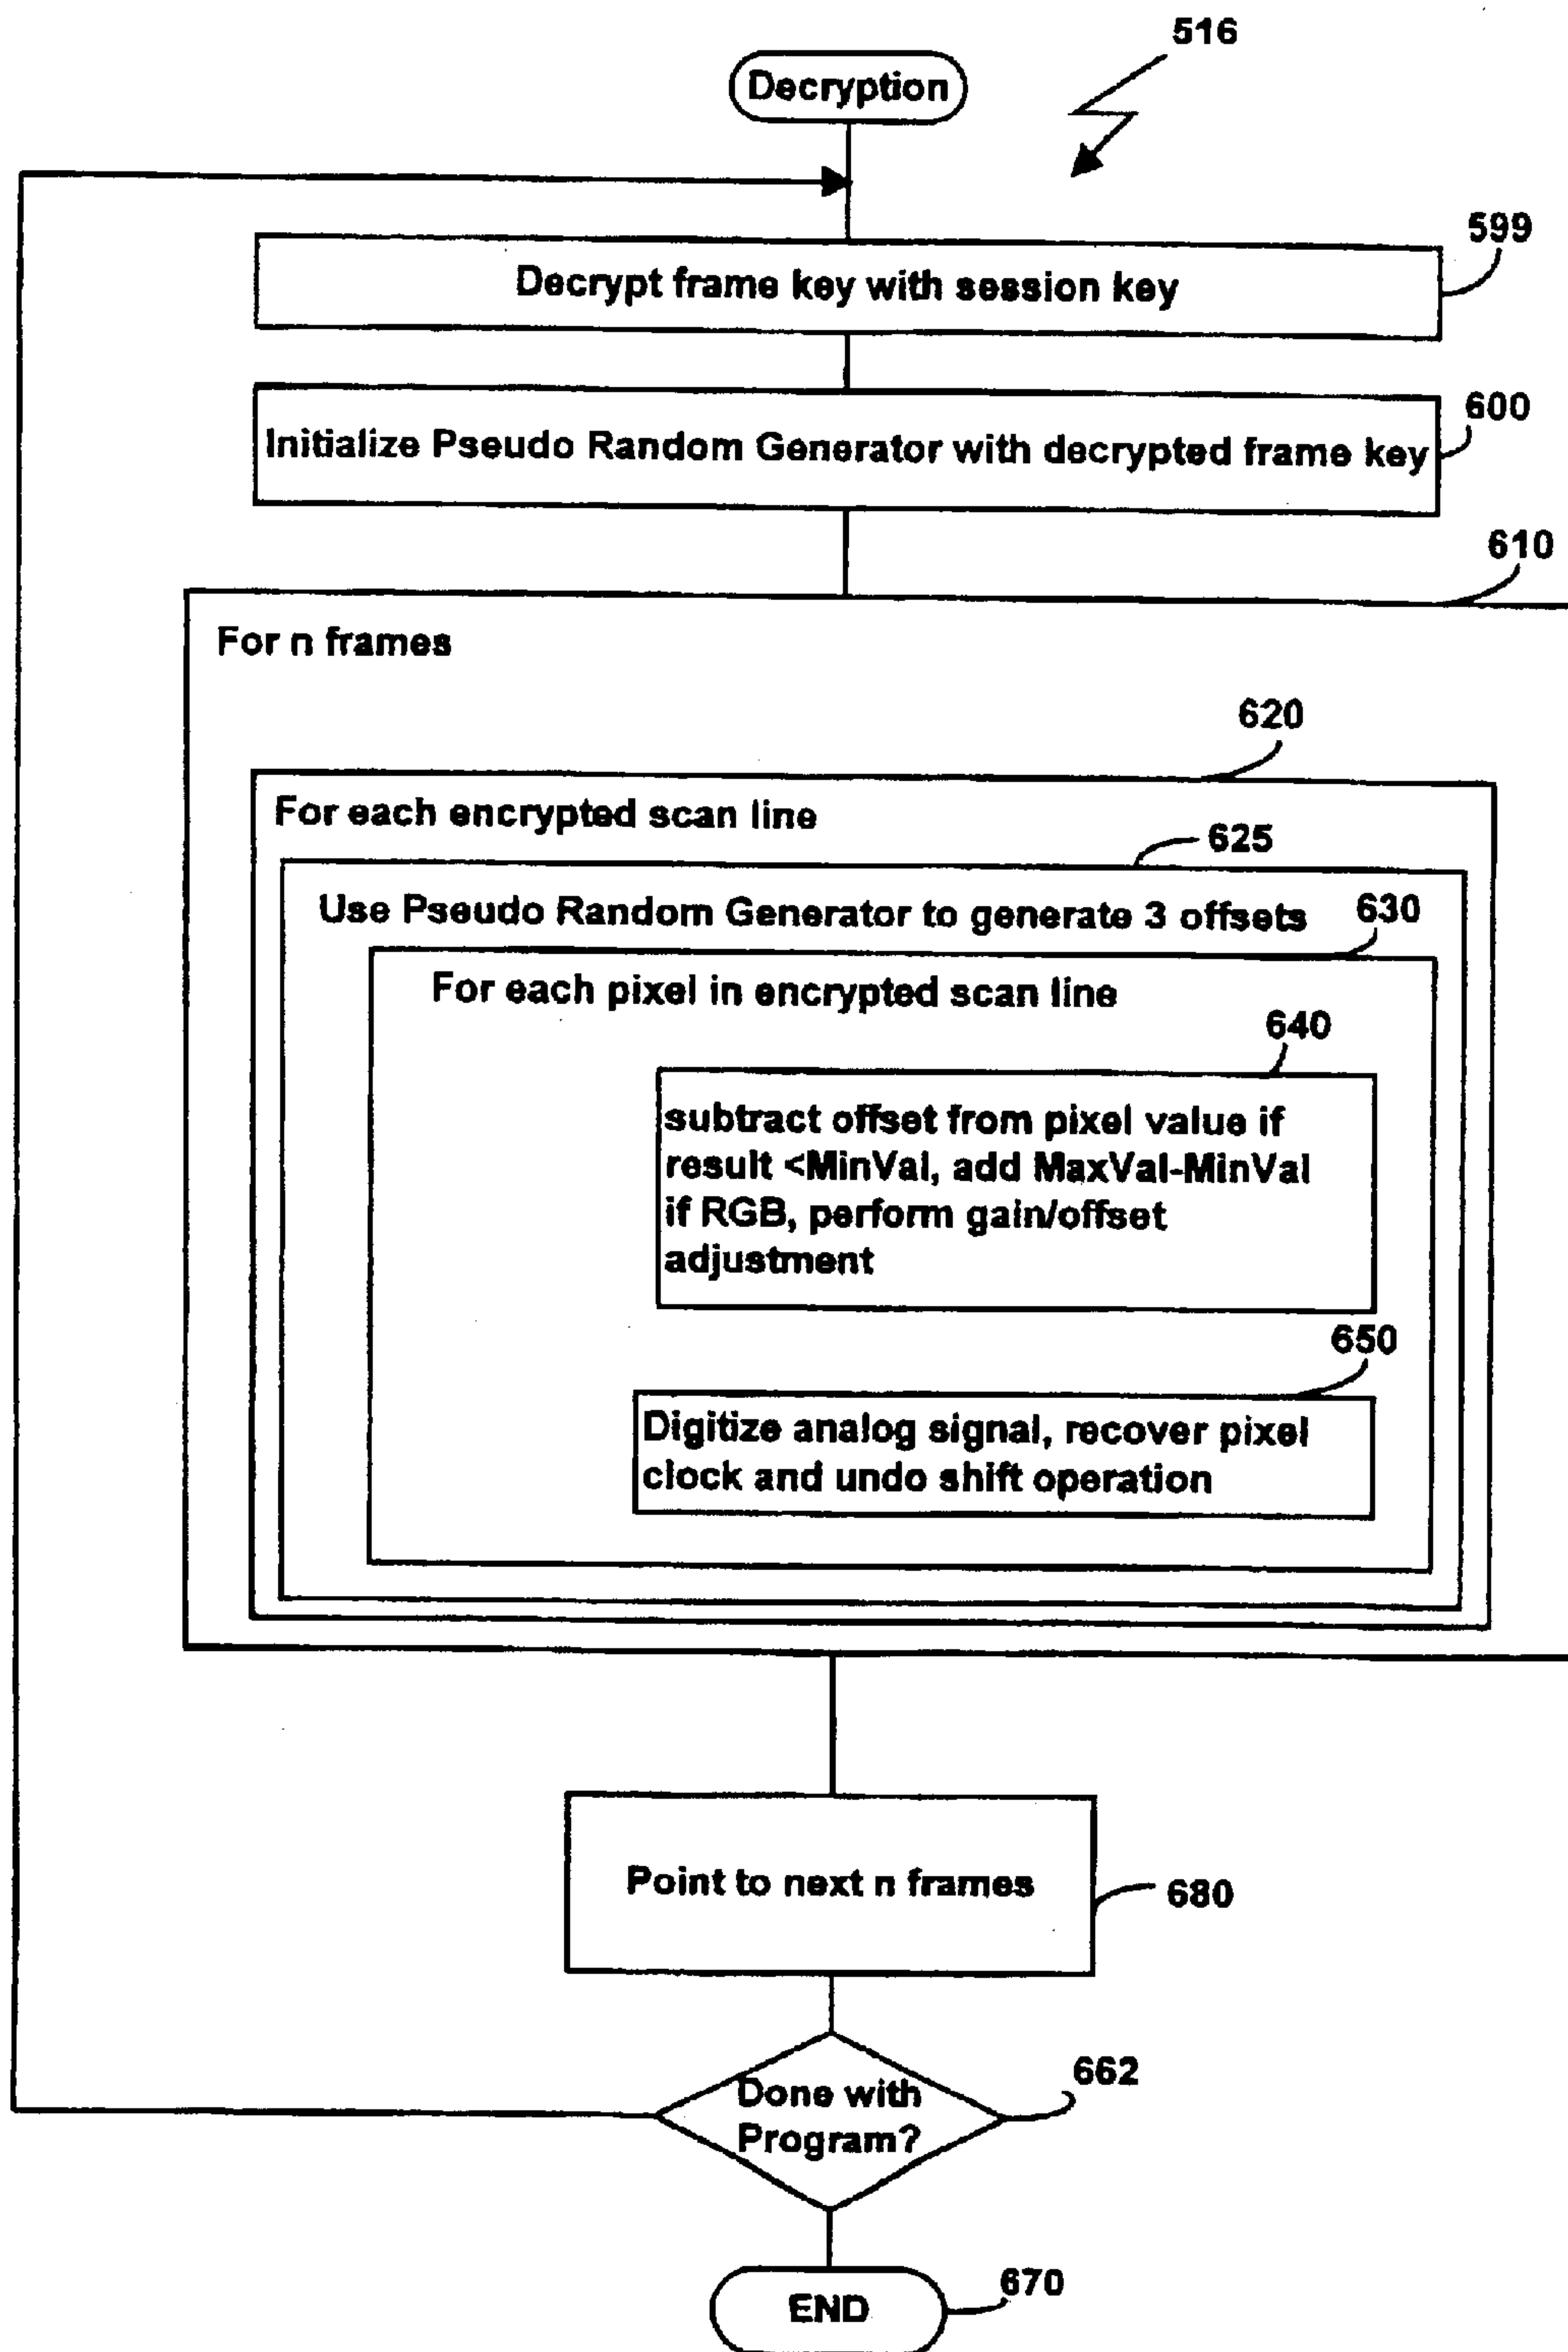 516
Decryption
599
Decrypt frame key with session key
600
Initialize Pseudo Random Generator with decrypted frame key
610
For n frames
620
For each encrypted scan line
625
Use Pseudo Random Generator to generate 3 offsets
630
For each pixel in encrypted scan line
640
subtract offset from pixel value if
result <MinVal, add MaxVal-MinVal
if RGB, perform gain/offset
adjustment
650
Digitize analog signal, recover pixel
clock and undo shift operation
Point to next n frames
680
662
Done with
Program?
670
END